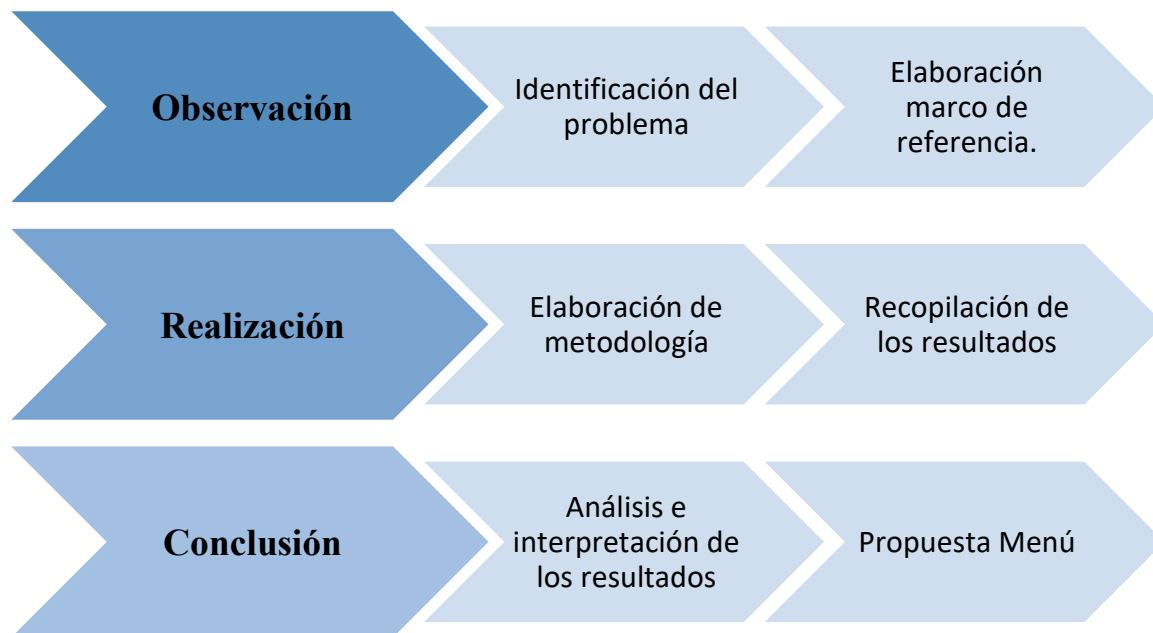 Observación
Identificación del
problema
Elaboración
marco de
referencia.
Realización
Elaboración de
metodología
Recopilación de
los resultados
Conclusión
Análisis e
interpretación de
los resultados
Propuesta Menú